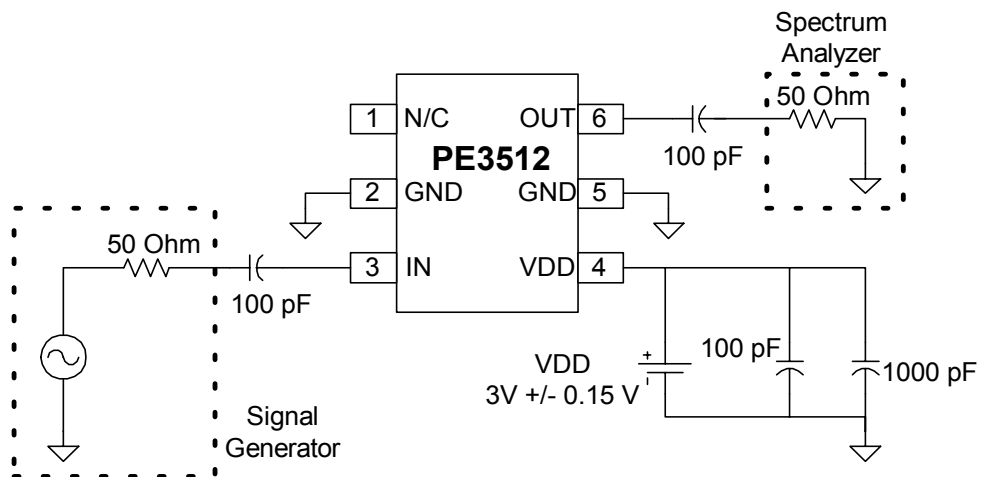 Spectrum
Analyzer
50 Ohm
1 N/C OUT 6
PE3512
100 pF
2 GND GND 5
50 Ohm
3 IN VDD 4
100 pF
VDD
3V +/- 0.15 V
+
-
100 pF
1000 pF
Signal
Generator